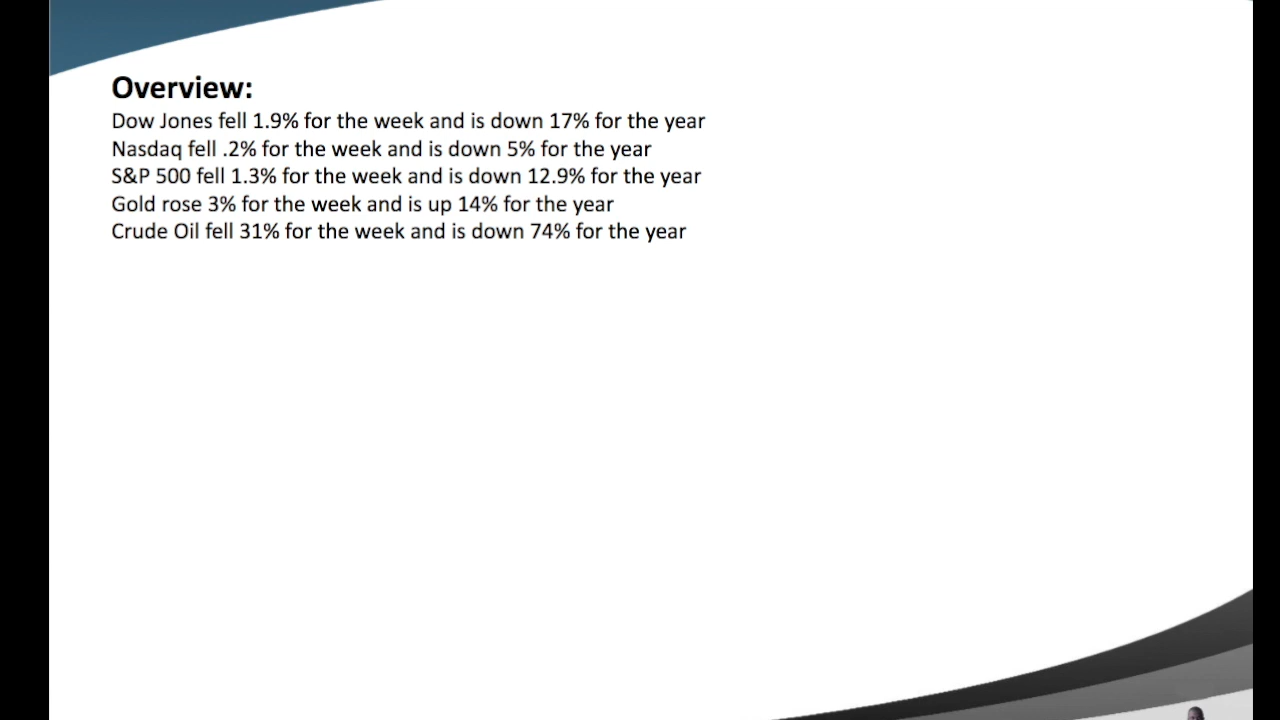 Overview:
Dow Jones fell 1.9% for the week and is down 17% for the year
Nasdaq fell .2% for the week and is down 5% for the year
S&P 500 fell 1.3% for the week and is down 12.9% for the year
Gold rose 3% for the week and is up 14% for the year
Crude Oil fell 31% for the week and is down 74% for the year